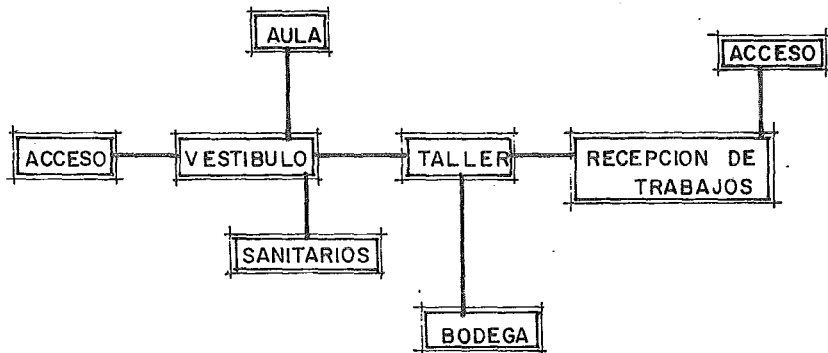 AULA
ACCESO
ACCESO
VESTIBULO
TALLER
RECEPCION DE
TRABAJOS
SANITARIOS
BODEGA